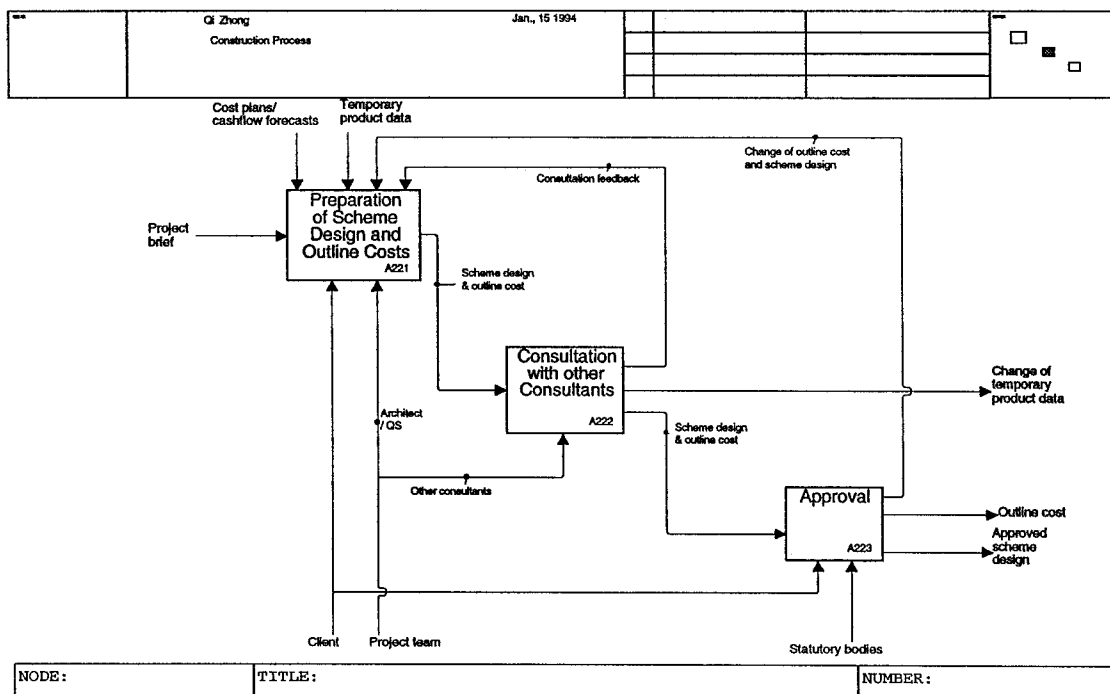 Qi Zhong
Jan., 15 1994
Construction Process
Cost plans/
cashflow forecasts
Temporary
product data
Change of outline cost
and scheme design
Consultation feedback
Preparation
of Scheme
Design and
Outline Costs
A221
Project
brief
Scheme design
& outline cost
Consultation
with other
Consultants
A222
Change of
temporary
product data
Architect
/ QS
Scheme design
& outline cost
Other consultants
Approval
A223
Outline cost
Approved
scheme
design
Client
Project team
Statutory bodies
NODE:
TITLE:
NUMBER: